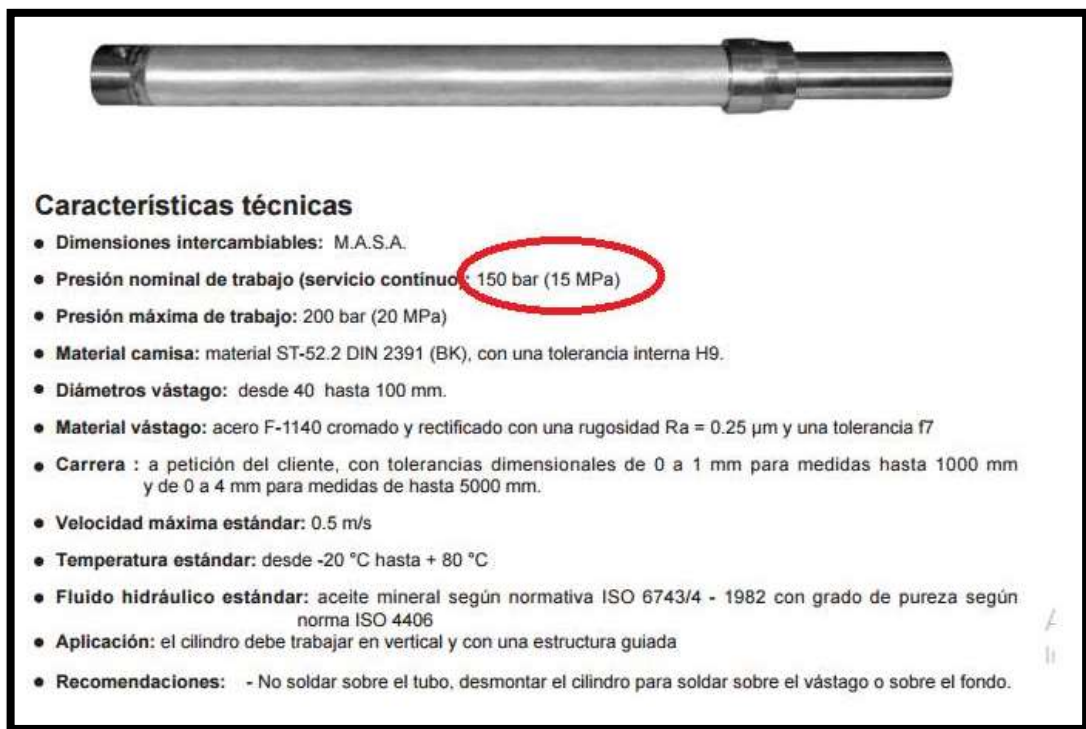 Características técnicas
● Dimensiones intercambiables: M.A.S.A.
● Presión nominal de trabajo (servicio continuo) : 150 bar (15 MPa)
● Presión máxima de trabajo: 200 bar (20 MPa)
● Material camisa: material ST-52.2 DIN 2391 (BK), con una tolerancia interna H9.
● Diámetros vástago: desde 40 hasta 100 mm.
● Material vástago: acero F-1140 cromado y rectificado con una rugosidad Ra = 0.25 µm y una tolerancia f7
● Carrera : a petición del cliente, con tolerancias dimensionales de 0 a 1 mm para medidas hasta 1000 mm
y de 0 a 4 mm para medidas de hasta 5000 mm.
● Velocidad máxima estándar: 0.5 m/s
● Temperatura estándar: desde -20 °C hasta + 80 °C
● Fluido hidráulico estándar: aceite mineral según normativa ISO 6743/4 - 1982 con grado de pureza según
norma ISO 4406
● Aplicación: el cilindro debe trabajar en vertical y con una estructura guiada
● Recomendaciones: - No soldar sobre el tubo, desmontar el cilindro para soldar sobre el vástago o sobre el fondo.